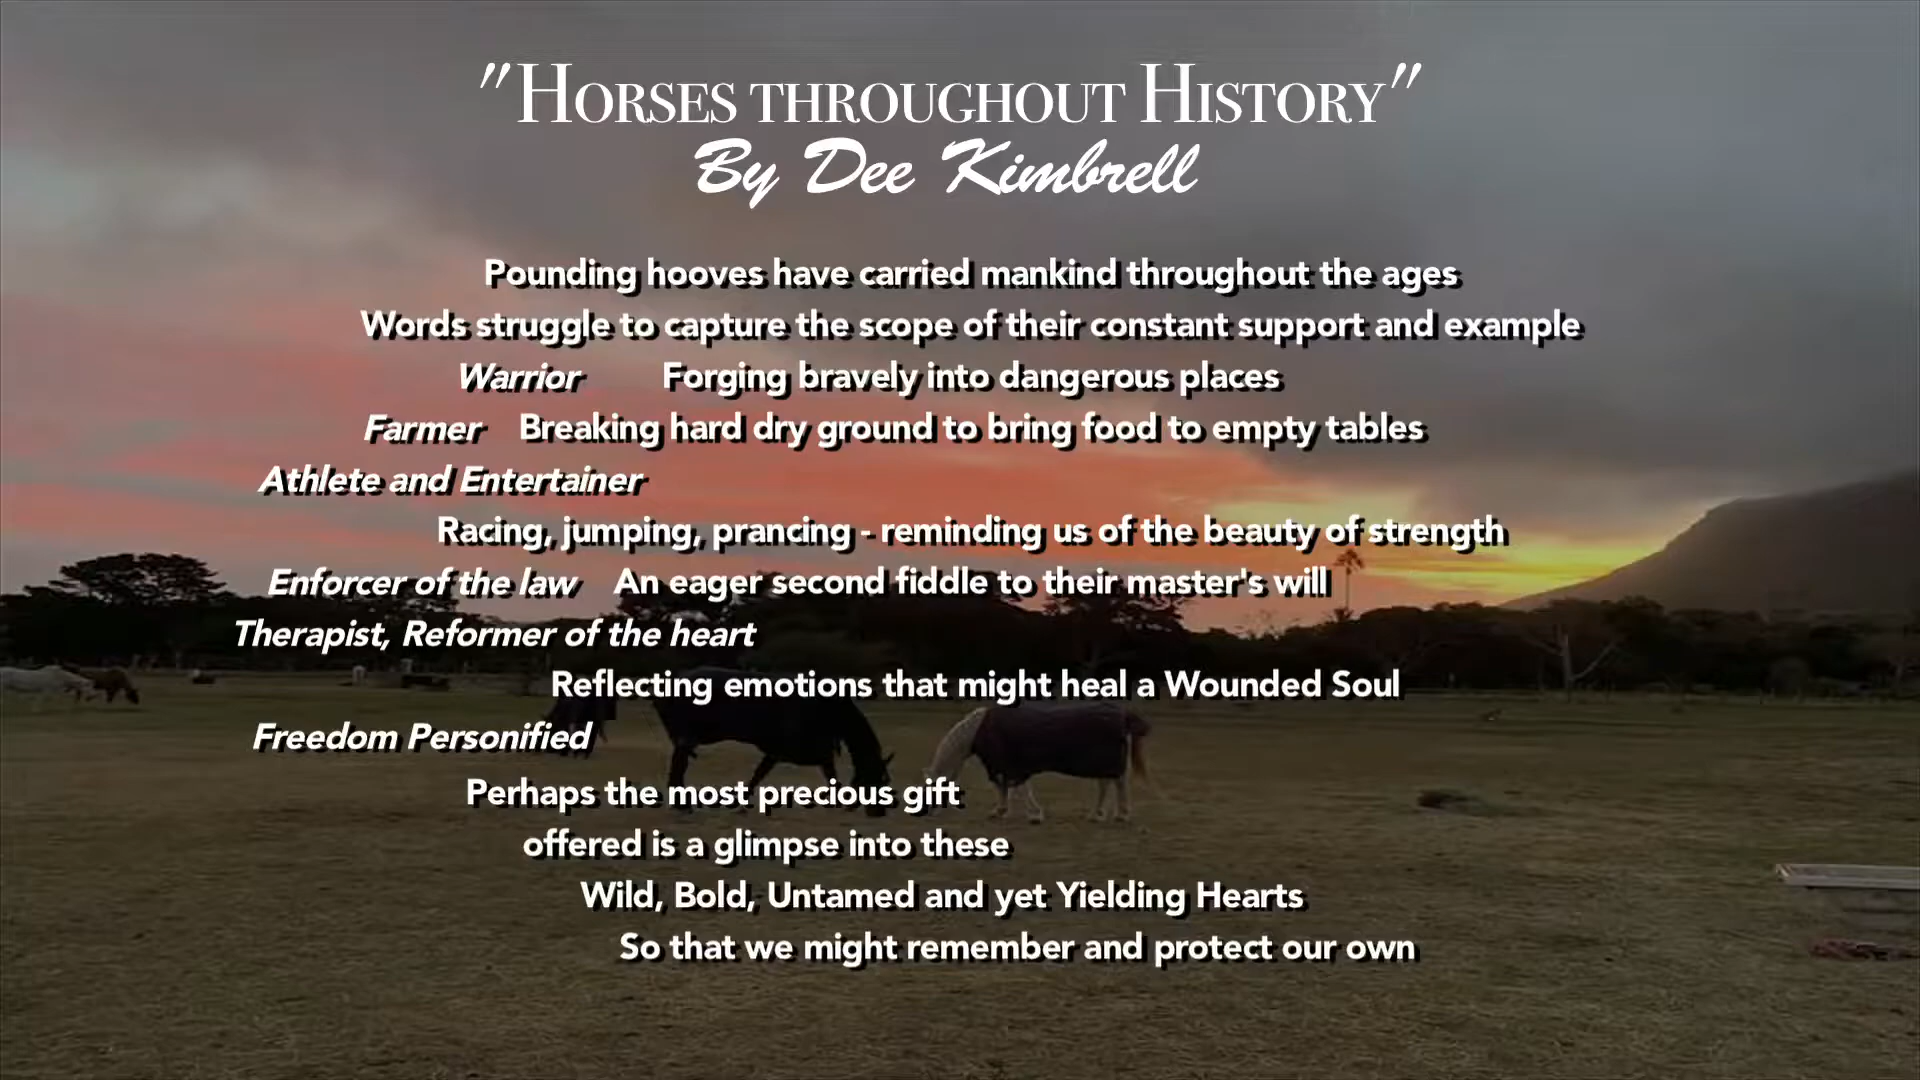 "Horses throughout History"
By Dee Kimbrell
Pounding hooves have carried mankind throughout the ages
Words struggle to capture the scope of their constant support and example
Warrior Forging bravely into dangerous places
Farmer Breaking hard dry ground to bring food to empty tables
Athlete and Entertainer
Racing, jumping, prancing - reminding us of the beauty of strength
Enforcer of the law An eager second fiddle to their master's will
Therapist, Reformer of the heart
Reflecting emotions that might heal a Wounded Soul
Freedom Personified
Perhaps the most precious gift
offered is a glimpse into these
Wild, Bold, Untamed and yet Yielding Hearts
So that we might remember and protect our own